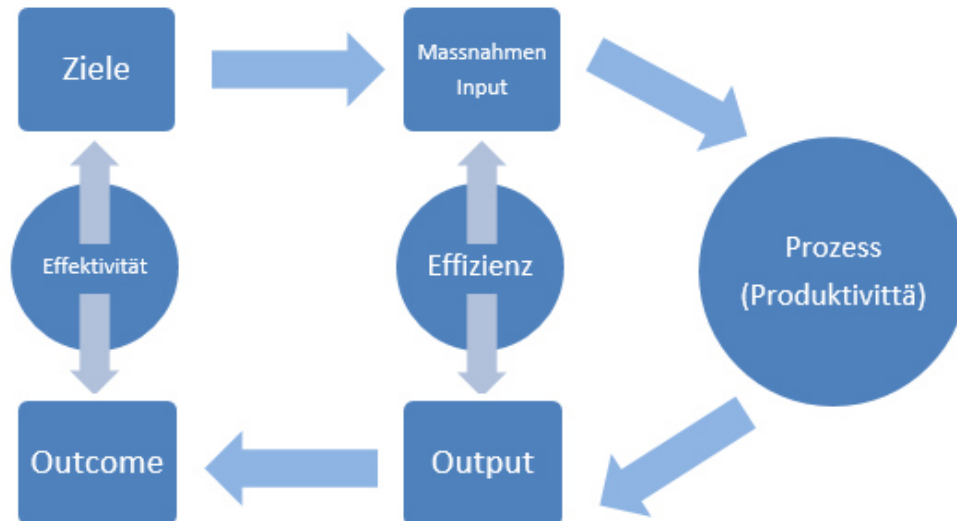 Ziele
Massnahmen
Input
Effektivität
Effizienz
Prozess
(Produktivittä)
Outcome
Output